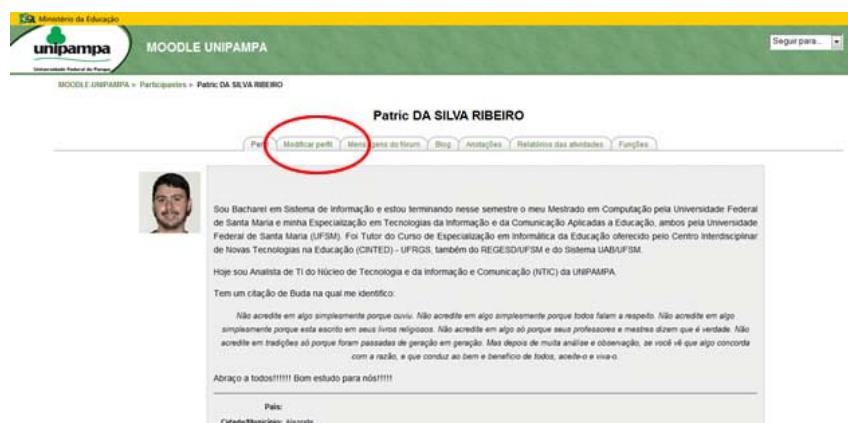 Ministério da Educação
unipampa
Universidade Federal do Pampa
MOODLE UNIPAMPA
Seguir para...
MOODLE UNIPAMPA ► Participantes ► Patric DA SILVA RIBEIRO
Patric DA SILVA RIBEIRO
Perfil Modificar perfil Mensagens do fórum Blog Anotações Relatórios das atividades Funções
Sou Bacharel em Sistema de Informação e estou terminando nesse semestre o meu Mestrado em Computação pela Universidade Federal
de Santa Maria e minha Especialização em Tecnologias da Informação e da Comunicação Aplicadas a Educação, ambos pela Universidade
Federal de Santa Maria (UFSM). Foi Tutor do Curso de Especialização em Informática da Educação oferecido pelo Centro Interdisciplinar
de Novas Tecnologias na Educação (CINTED) - UFRGS, também do REGESD/UFSM e do Sistema UAB/UFSM.
Hoje sou Analista de TI do Núcleo de Tecnologia e da Informação e Comunicação (NTIC) da UNIPAMPA.
Tem um citação de Buda na qual me identifico:
Não acredite em algo simplesmente porque ouviu. Não acredite em algo simplesmente porque todos falam a respeito. Não acredite em algo
simplesmente porque esta escrito em seus livros religiosos. Não acredite em algo só porque seus professores e mestres dizem que é verdade. Não
acredite em tradições só porque foram passadas de geração em geração. Mas depois de muita análise e observação, se você vê que algo concorda
com a razão, e que conduz ao bem e beneficio de todos, aceite-o e viva-o.
Abraço a todos!!!!!! Bom estudo para nós!!!!!
País:
Cidade/Município: Alegrete